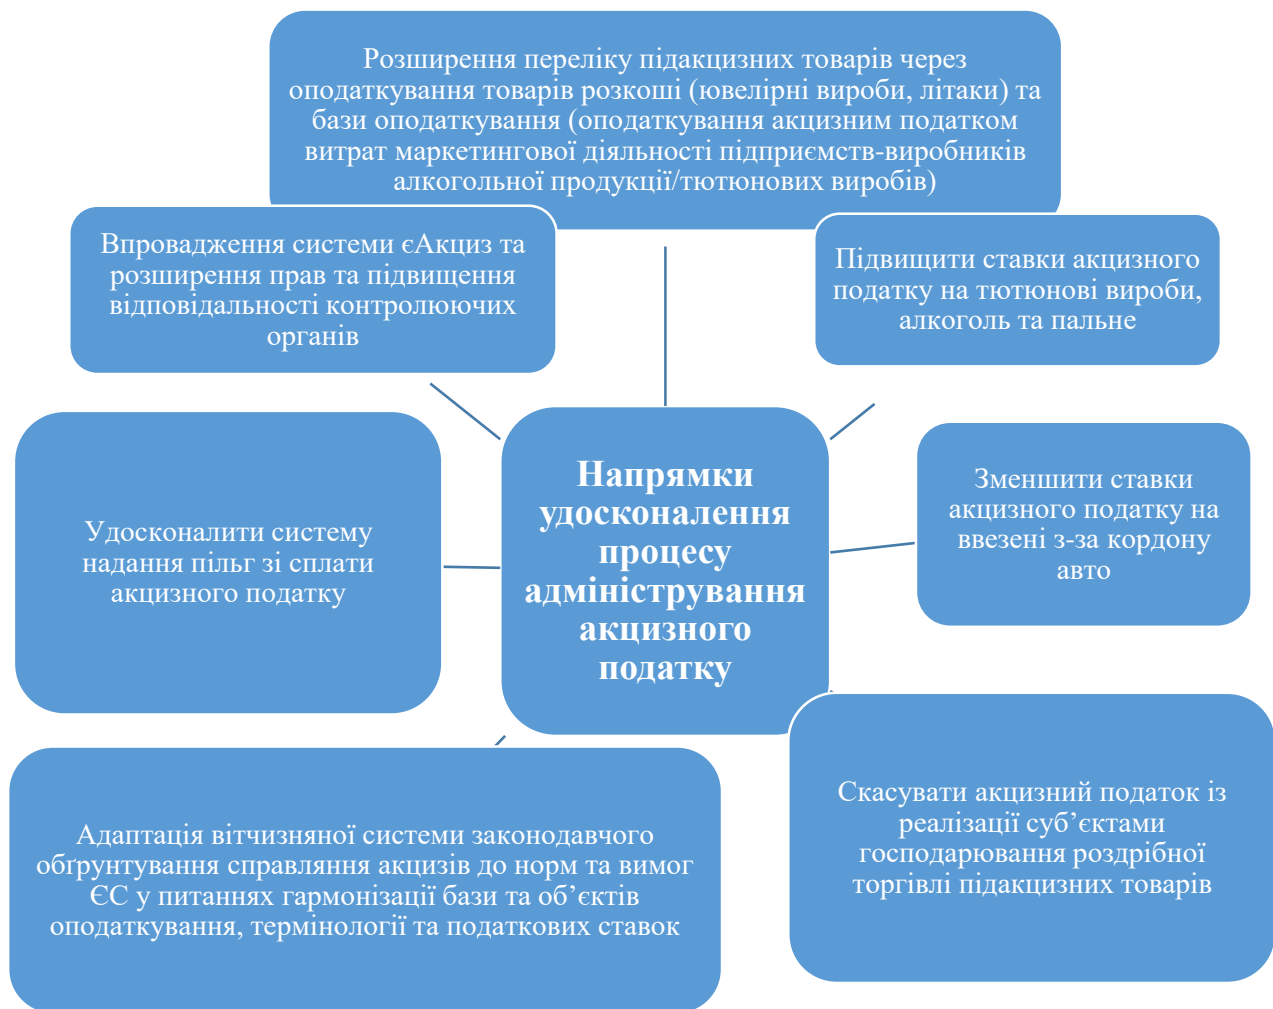 Розширення переліку підакцизних товарів через
оподаткування товарів розкоші (ювелірні вироби, літаки) та
бази оподаткування (оподаткування акцизним податком
витрат маркетингової діяльності підприємств-виробників
алкогольної продукції/тютюнових виробів)
Впровадження системи єАкциз та
розширення прав та підвищення
відповідальності контролюючих
органів
Підвищити ставки акцизного
податку на тютюнові вироби,
алкоголь та пальне
Напрямки
удосконалення
процесу
адміністрування
акцизного
податку
Зменшити ставки
акцизного податку на
ввезені з-за кордону
авто
Удосконалити систему
надання пільг зі сплати
акцизного податку
Скасувати акцизний податок із
реалізації суб’єктами
господарювання роздрібної
торгівлі підакцизних товарів
Адаптація вітчизняної системи законодавчого
обґрунтування справляння акцизів до норм та вимог
ЄС у питаннях гармонізації бази та об’єктів
оподаткування, термінології та податкових ставок